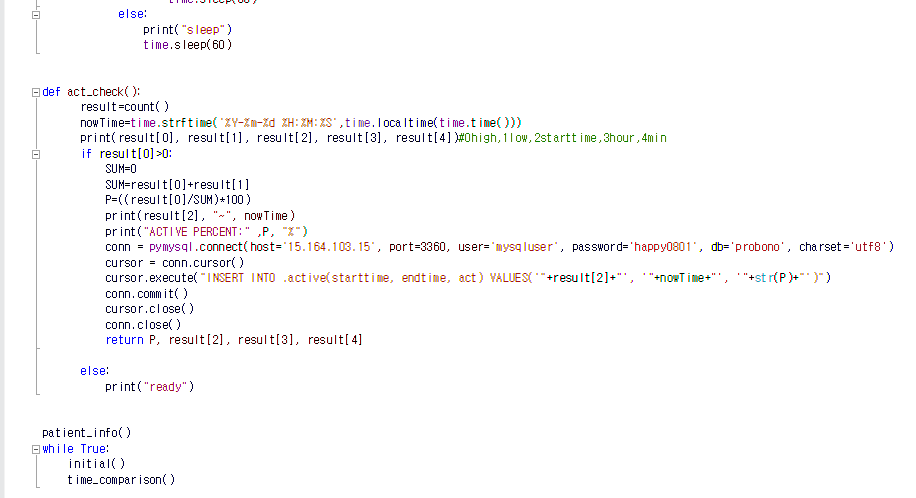 else:
print("sleep")
time.sleep(60)
def act_check():
result=count()
nowTime=time.strftime('%Y-%m-%d %H:%M:%S',time.localtime(time.time()))
print(result[0], result[1], result[2], result[3], result[4])#0high,1low,2starttime,3hour,4min
if result[0]>0:
SUM=0
SUM=result[0]+result[1]
P=((result[0]/SUM)*100)
print(result[2], "~", nowTime)
print("ACTIVE PERCENT:" ,P, "%")
conn = pymysql.connect(host='15.164.103.15', port=3360, user='mysqluser', password='happy0801', db='probono', charset='utf8')
cursor = conn.cursor()
cursor.execute("INSERT INTO .active(starttime, endtime, act) VALUES('"+result[2]+"', '"+nowTime+"', '"+str(P)+"')")
conn.commit()
cursor.close()
conn.close()
return P, result[2], result[3], result[4]
else:
print("ready")
patient_info()
while True:
initial()
time_comparison()